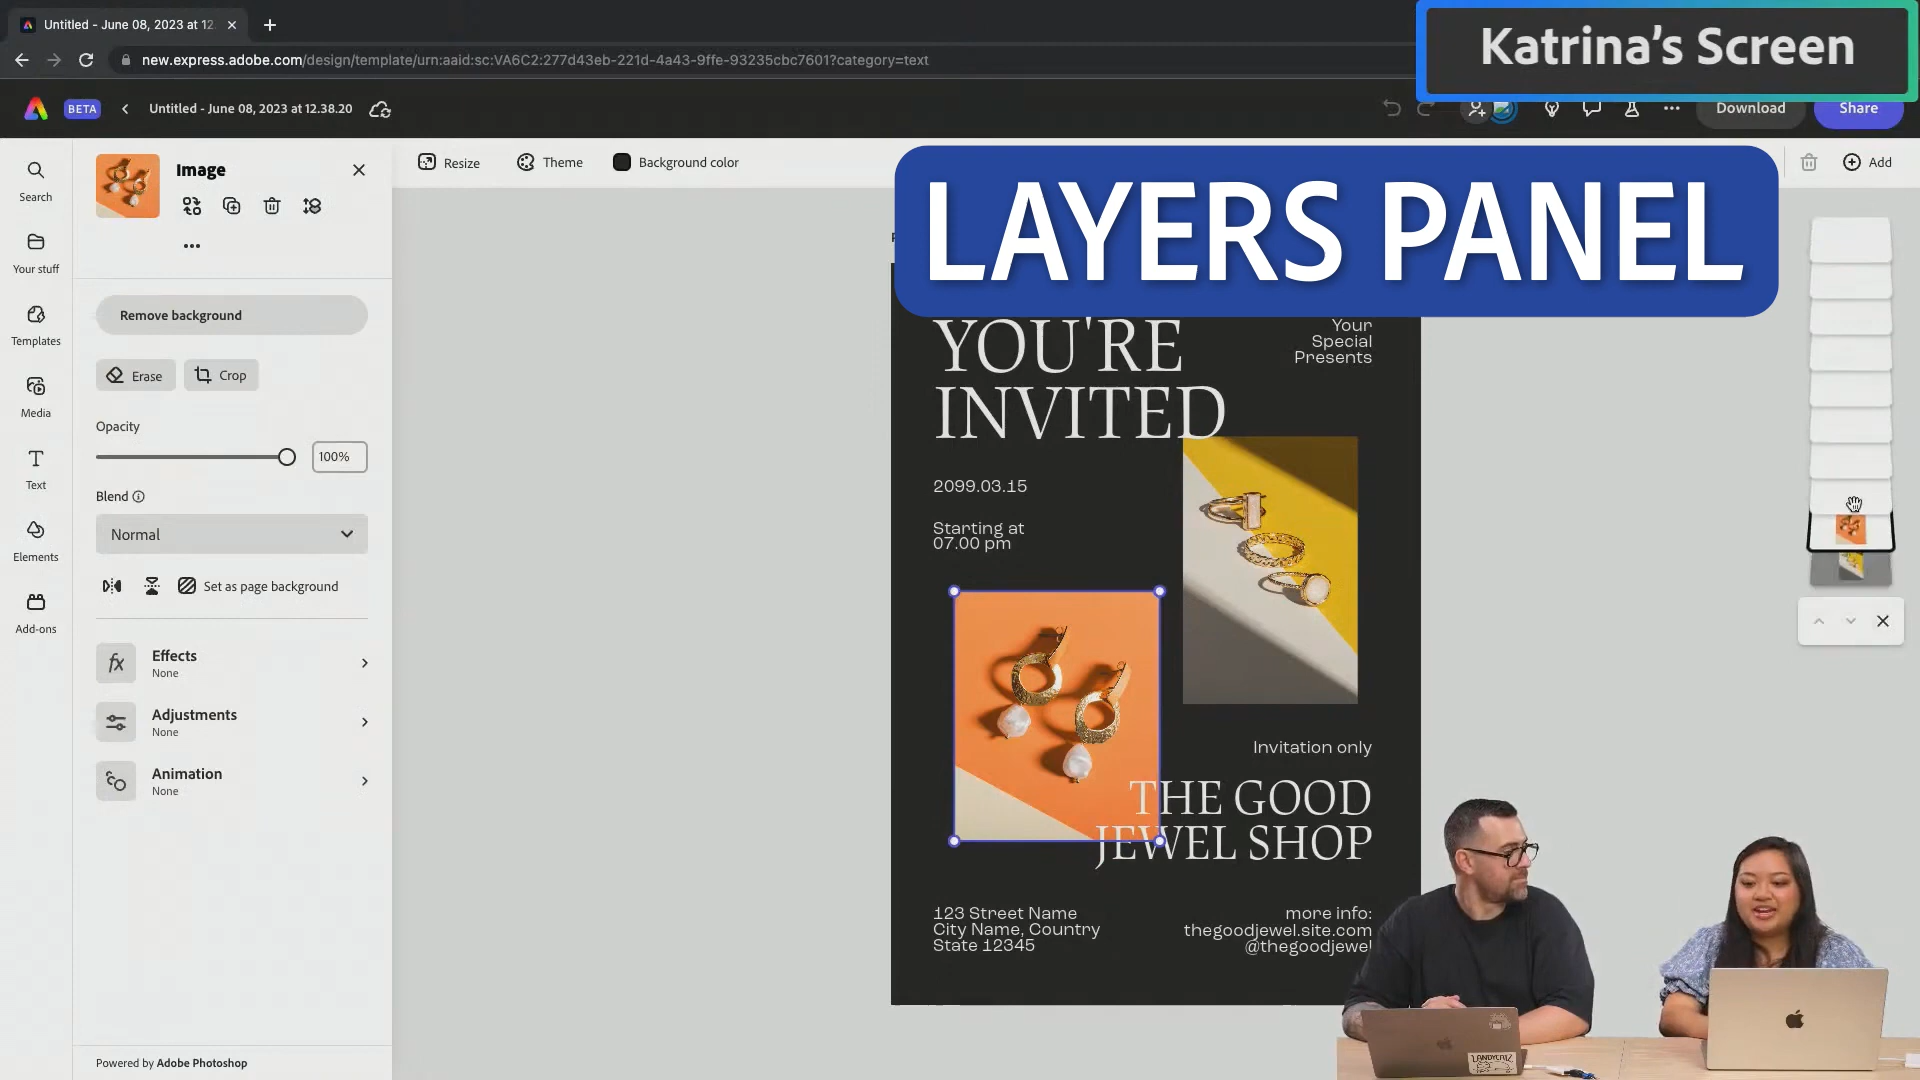 Untitled - June 08, 2023 at 12
Katrina's Screen
new.express.adobe.com/design/template/urn:aaid:sc:VA6C2:277d43eb-221d-4a43-9ffe-93235cbc7601?category=text
BETA
Untitled - June 08, 2023 at 12.38.20
Download
Share
Search
Your stuff
Templates
Media
Text
Elements
Add-ons
Image
Remove background
Erase
Crop
Opacity
100%
Blend
Normal
Set as page background
Effects
None
Adjustments
None
Animation
None
Powered by Adobe Photoshop
Resize
Theme
Background color
Add
LAYERS PANEL
YOU'RE
INVITED
Your
Special
Presents
2099.03.15
Starting at
07.00 pm
Invitation only
THE GOOD
JEWEL SHOP
123 Street Name
City Name, Country
State 12345
more info:
thegoodjewel.site.com
@thegoodjewel